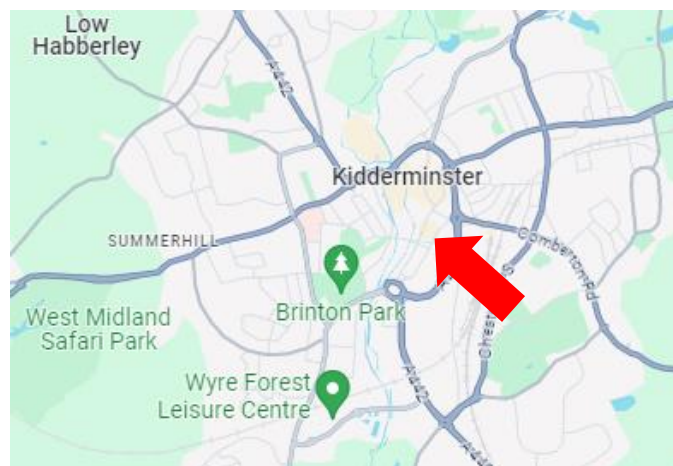 Low
Habberley
A442
Kidderminster
SUMMERHILL
Comberton Rd
Brinton Park
West Midland
Safari Park
Wyre Forest
Leisure Centre
A442